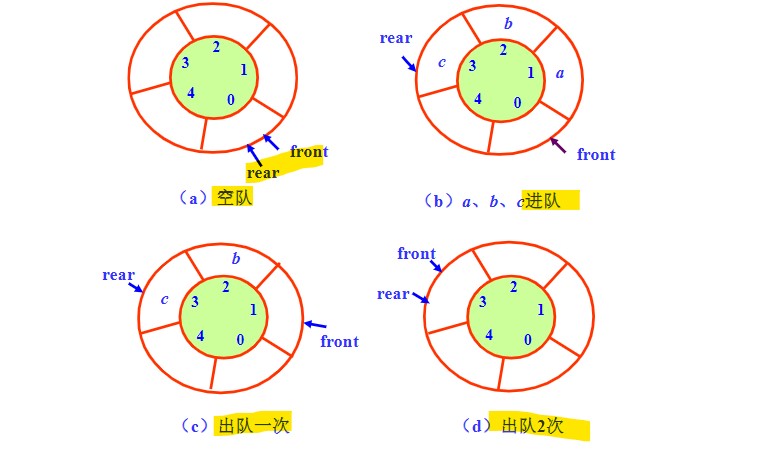 2
3
1
4
0
front
rear
(a) 空队
rear
b
c
2
3
1
a
4
0
front
(b) a、b、c进队
rear
b
c
2
3
1
4
0
front
(c) 出队一次
front
rear
2
3
1
4
0
(d) 出队2次